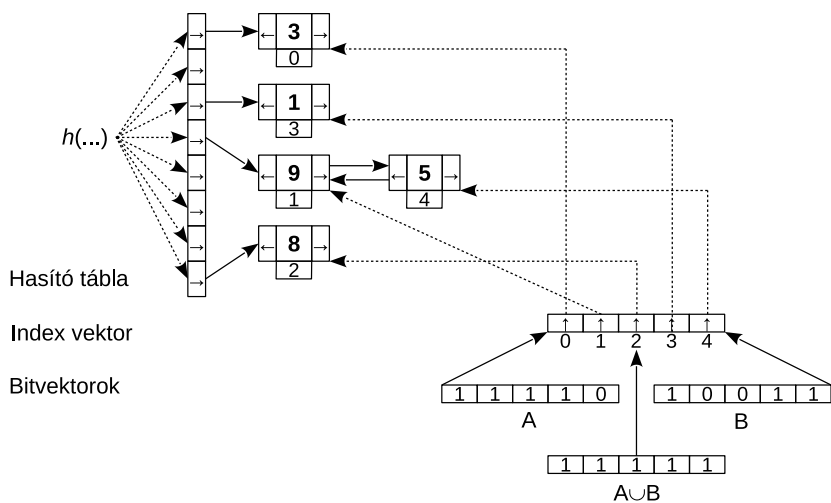 → ← 3 →
0
→
→ ← 1 →
3
h(...)
→
→ ← 9 → ← 5 →
1 4
→
→ ← 8 →
2
Hasító tábla
→
↑ ↑ ↑ ↑ ↑
Index vektor
0 1 2 3 4
Bitvektorok
1 1 1 1 0 1 0 0 1 1
A B
1 1 1 1 1
A∪B